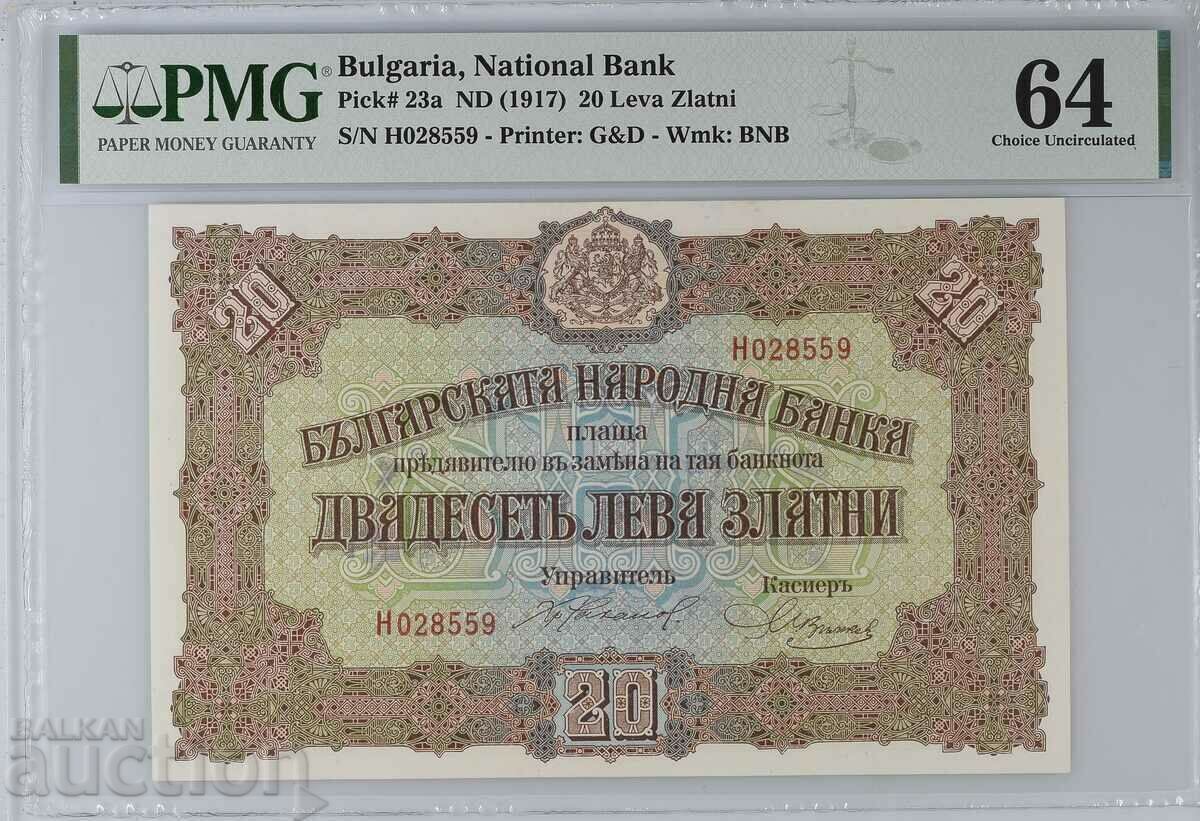 PMG®
PAPER MONEY GUARANTY
Bulgaria, National Bank
Pick# 23a ND (1917) 20 Leva Zlatni
S/N H028559 - Printer: G&D - Wmk: BNB
64
Choice Uncirculated
20
20
H028559
БЪЛГАРСКАТА НАРОДНА БАНКА
плаща
прѣдявителю въ замѣна на тая банкнота
ДВАДЕСЕТЬ ЛЕВА ЗЛАТНИ
Управитель
Касиеръ
H028559
20
BALKAN
auction